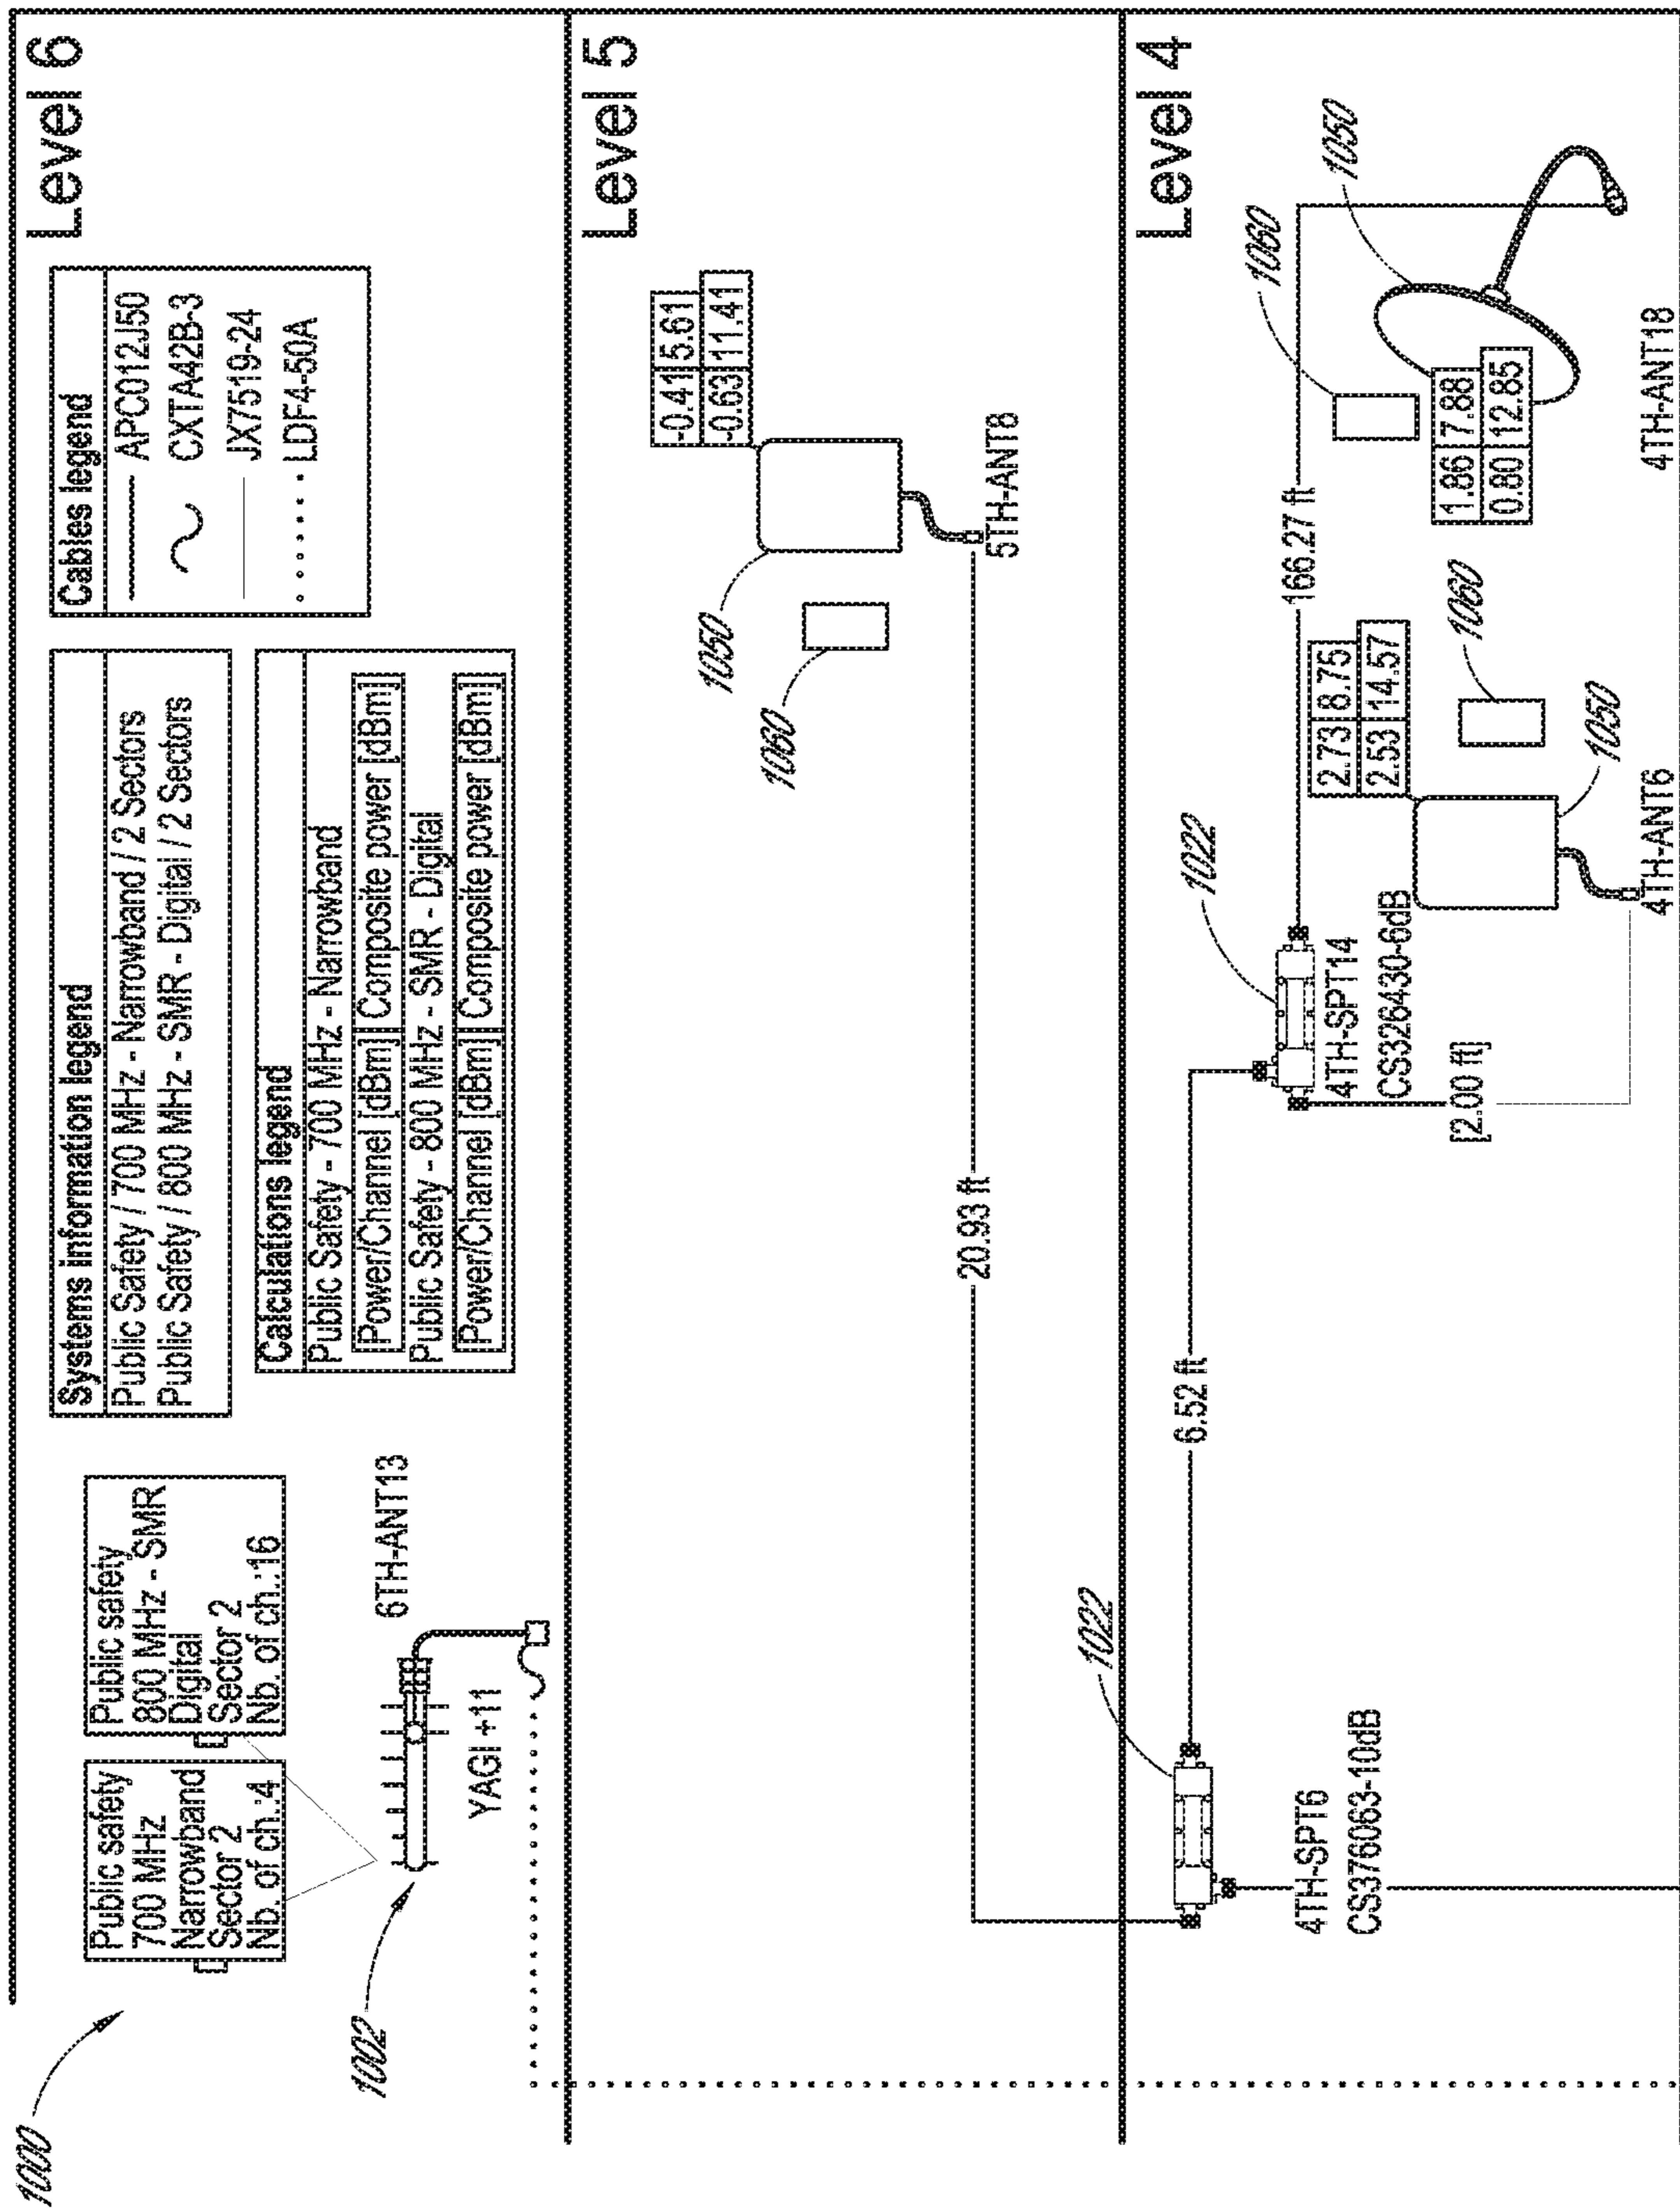 1000
Level 6
Public safety
700 MHz
Narrowband
Sector 2
Nb. of ch.:4
Public safety
800 MHz - SMR
Digital
Sector 2
Nb. of ch.:16
Systems information legend
Public Safety / 700 MHz - Narrowband / 2 Sectors
Public Safety / 800 MHz - SMR - Digital / 2 Sectors
Calculations legend
Public Safety - 700 MHz - Narrowband
Power/Channel [dBm] Composite power [dBm]
Public Safety - 800 MHz - SMR - Digital
Power/Channel [dBm] Composite power [dBm]
Cables legend
APC012J50
CXTA42B-3
JX7519-24
LDF4-50A
1002
6TH-ANT13
YAGI +11
Level 5
-0.41 5.61
-0.63 11.41
1050
1060
5TH-ANT8
20.93 ft
Level 4
1022
4TH-SPT6
CS376063-10dB
6.52 ft
1022
4TH-SPT14
CS326430-6dB
[2.00 ft]
166.27 ft
2.73 8.75
2.53 14.57
1060
1050
4TH-ANT6
1060
1050
1.86 7.88
0.80 12.85
4TH-ANT18